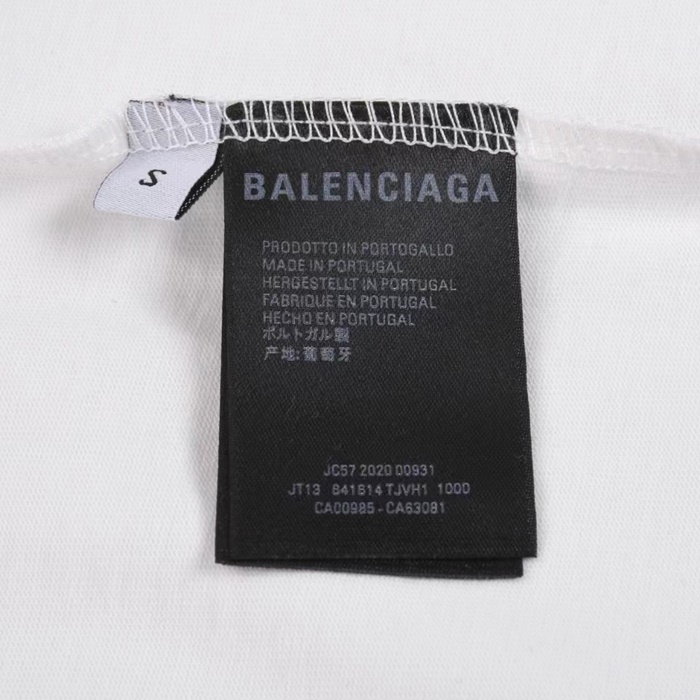 S
BALENCIAGA
PRODOTTO IN PORTOGALLO
MADE IN PORTUGAL
HERGESTELLT IN PORTUGAL
FABRIQUE EN PORTUGAL
HECHO EN PORTUGAL
ポルトガル製
产地:葡萄牙
JC57 2020 00931
JT13 641614 TJVH1 1000
CA00985-CA63081